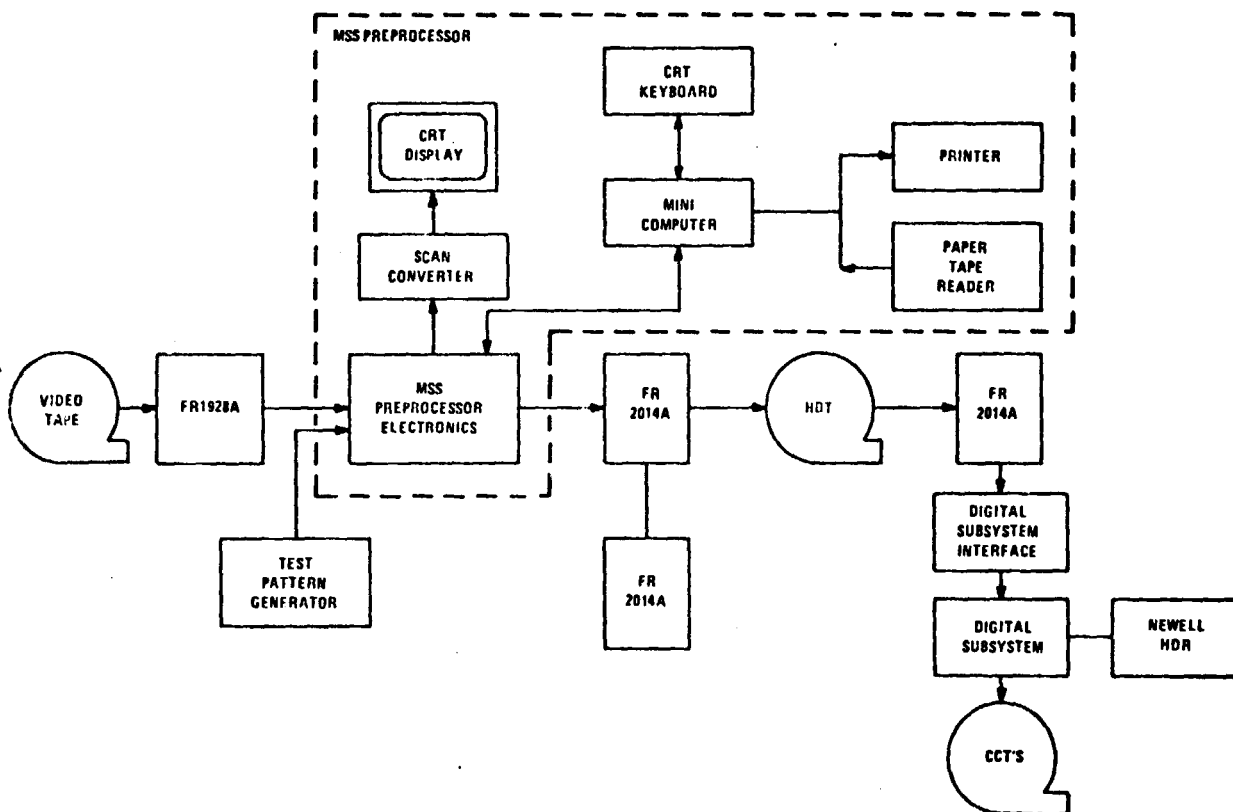 MSS PREPROCESSOR
CRT
DISPLAY
CRT
KEYBOARD
PRINTER
MINI
COMPUTER
SCAN
CONVERTER
PAPER
TAPE
READER
VIDEO
TAPE
FR1928A
MSS
PREPROCESSOR
ELECTRONICS
FR
2014A
HDT
FR
2014A
TEST
PATTERN
GENERATOR
FR
2014A
DIGITAL
SUBSYSTEM
INTERFACE
DIGITAL
SUBSYSTEM
NEWELL
HDR
CCT'S